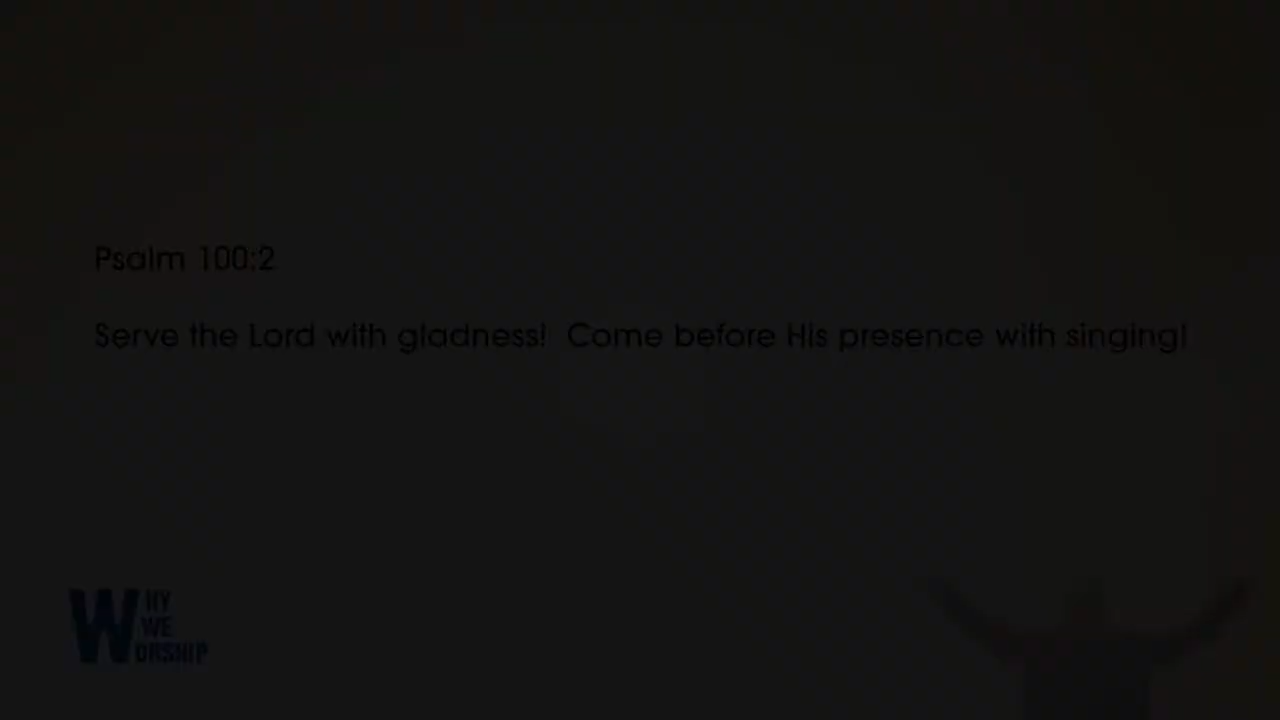 Psalm 100:2
Serve the Lord with gladness!  Come before His presence with singing!
WHY
WE
WORSHIP